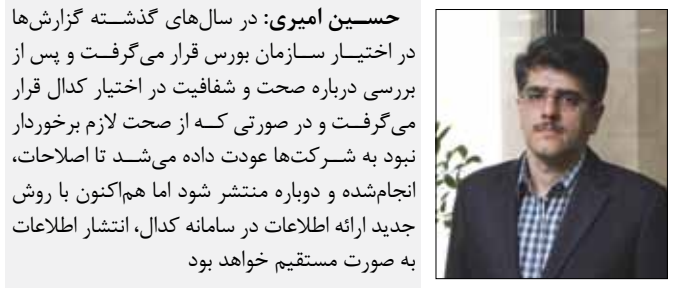 حسین امیری: در سال‌های گذشته گزارش‌ها
در اختیار سازمان بورس قرار می‌گرفت و پس از
بررسی درباره صحت و شفافیت در اختیار کدال قرار
می‌گرفت و در صورتی که از صحت لازم برخوردار
نبود به شرکت‌ها عودت داده می‌شد تا اصلاحات،
انجام‌شده و دوباره منتشر شود اما هم‌اکنون با روش
جدید ارائه اطلاعات در سامانه کدال، انتشار اطلاعات
به صورت مستقیم خواهد بود